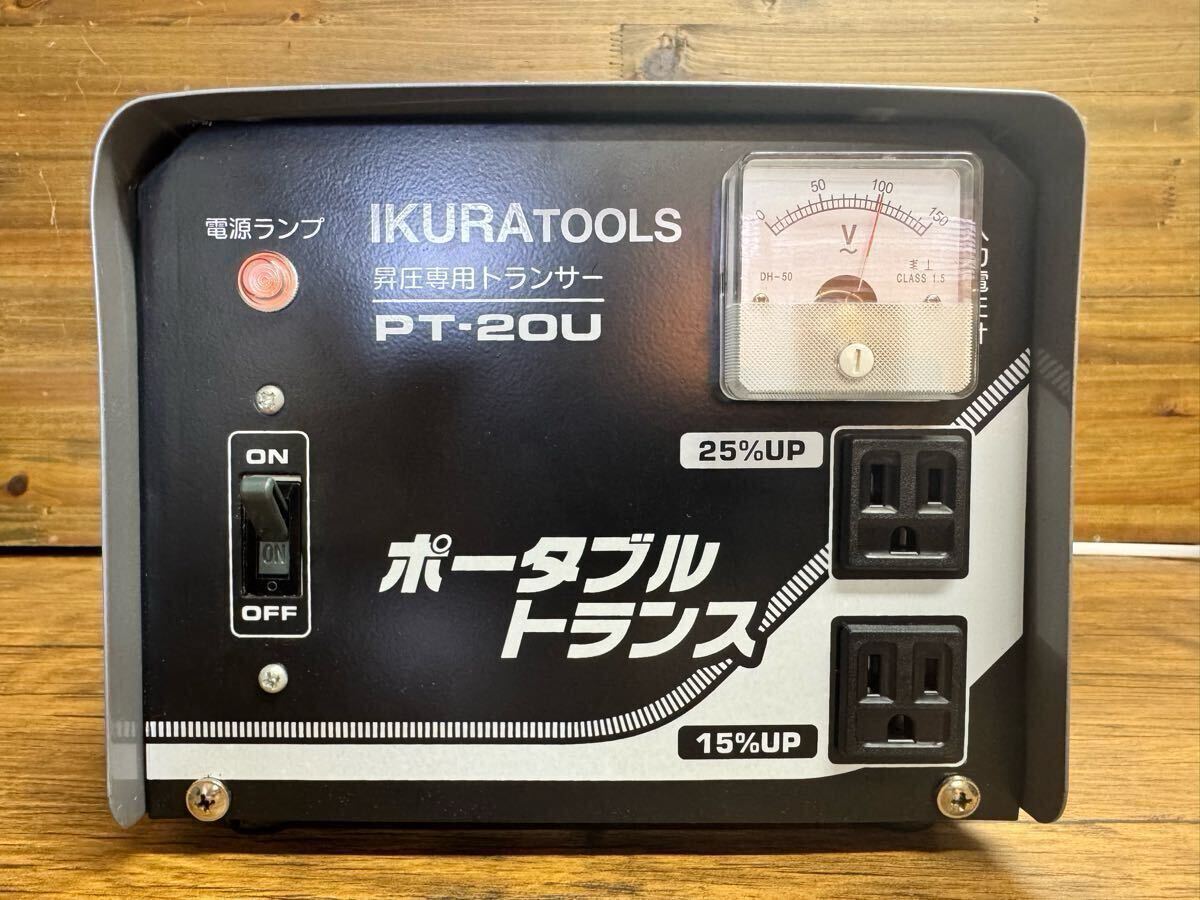 電源ランプ
IKURATOOLS
昇圧専用トランサー
PT-20U
0 50 100 150
V
DH-50
CLASS 1.5
ON
ON
OFF
25%UP
ポータブル
トランス
15%UP